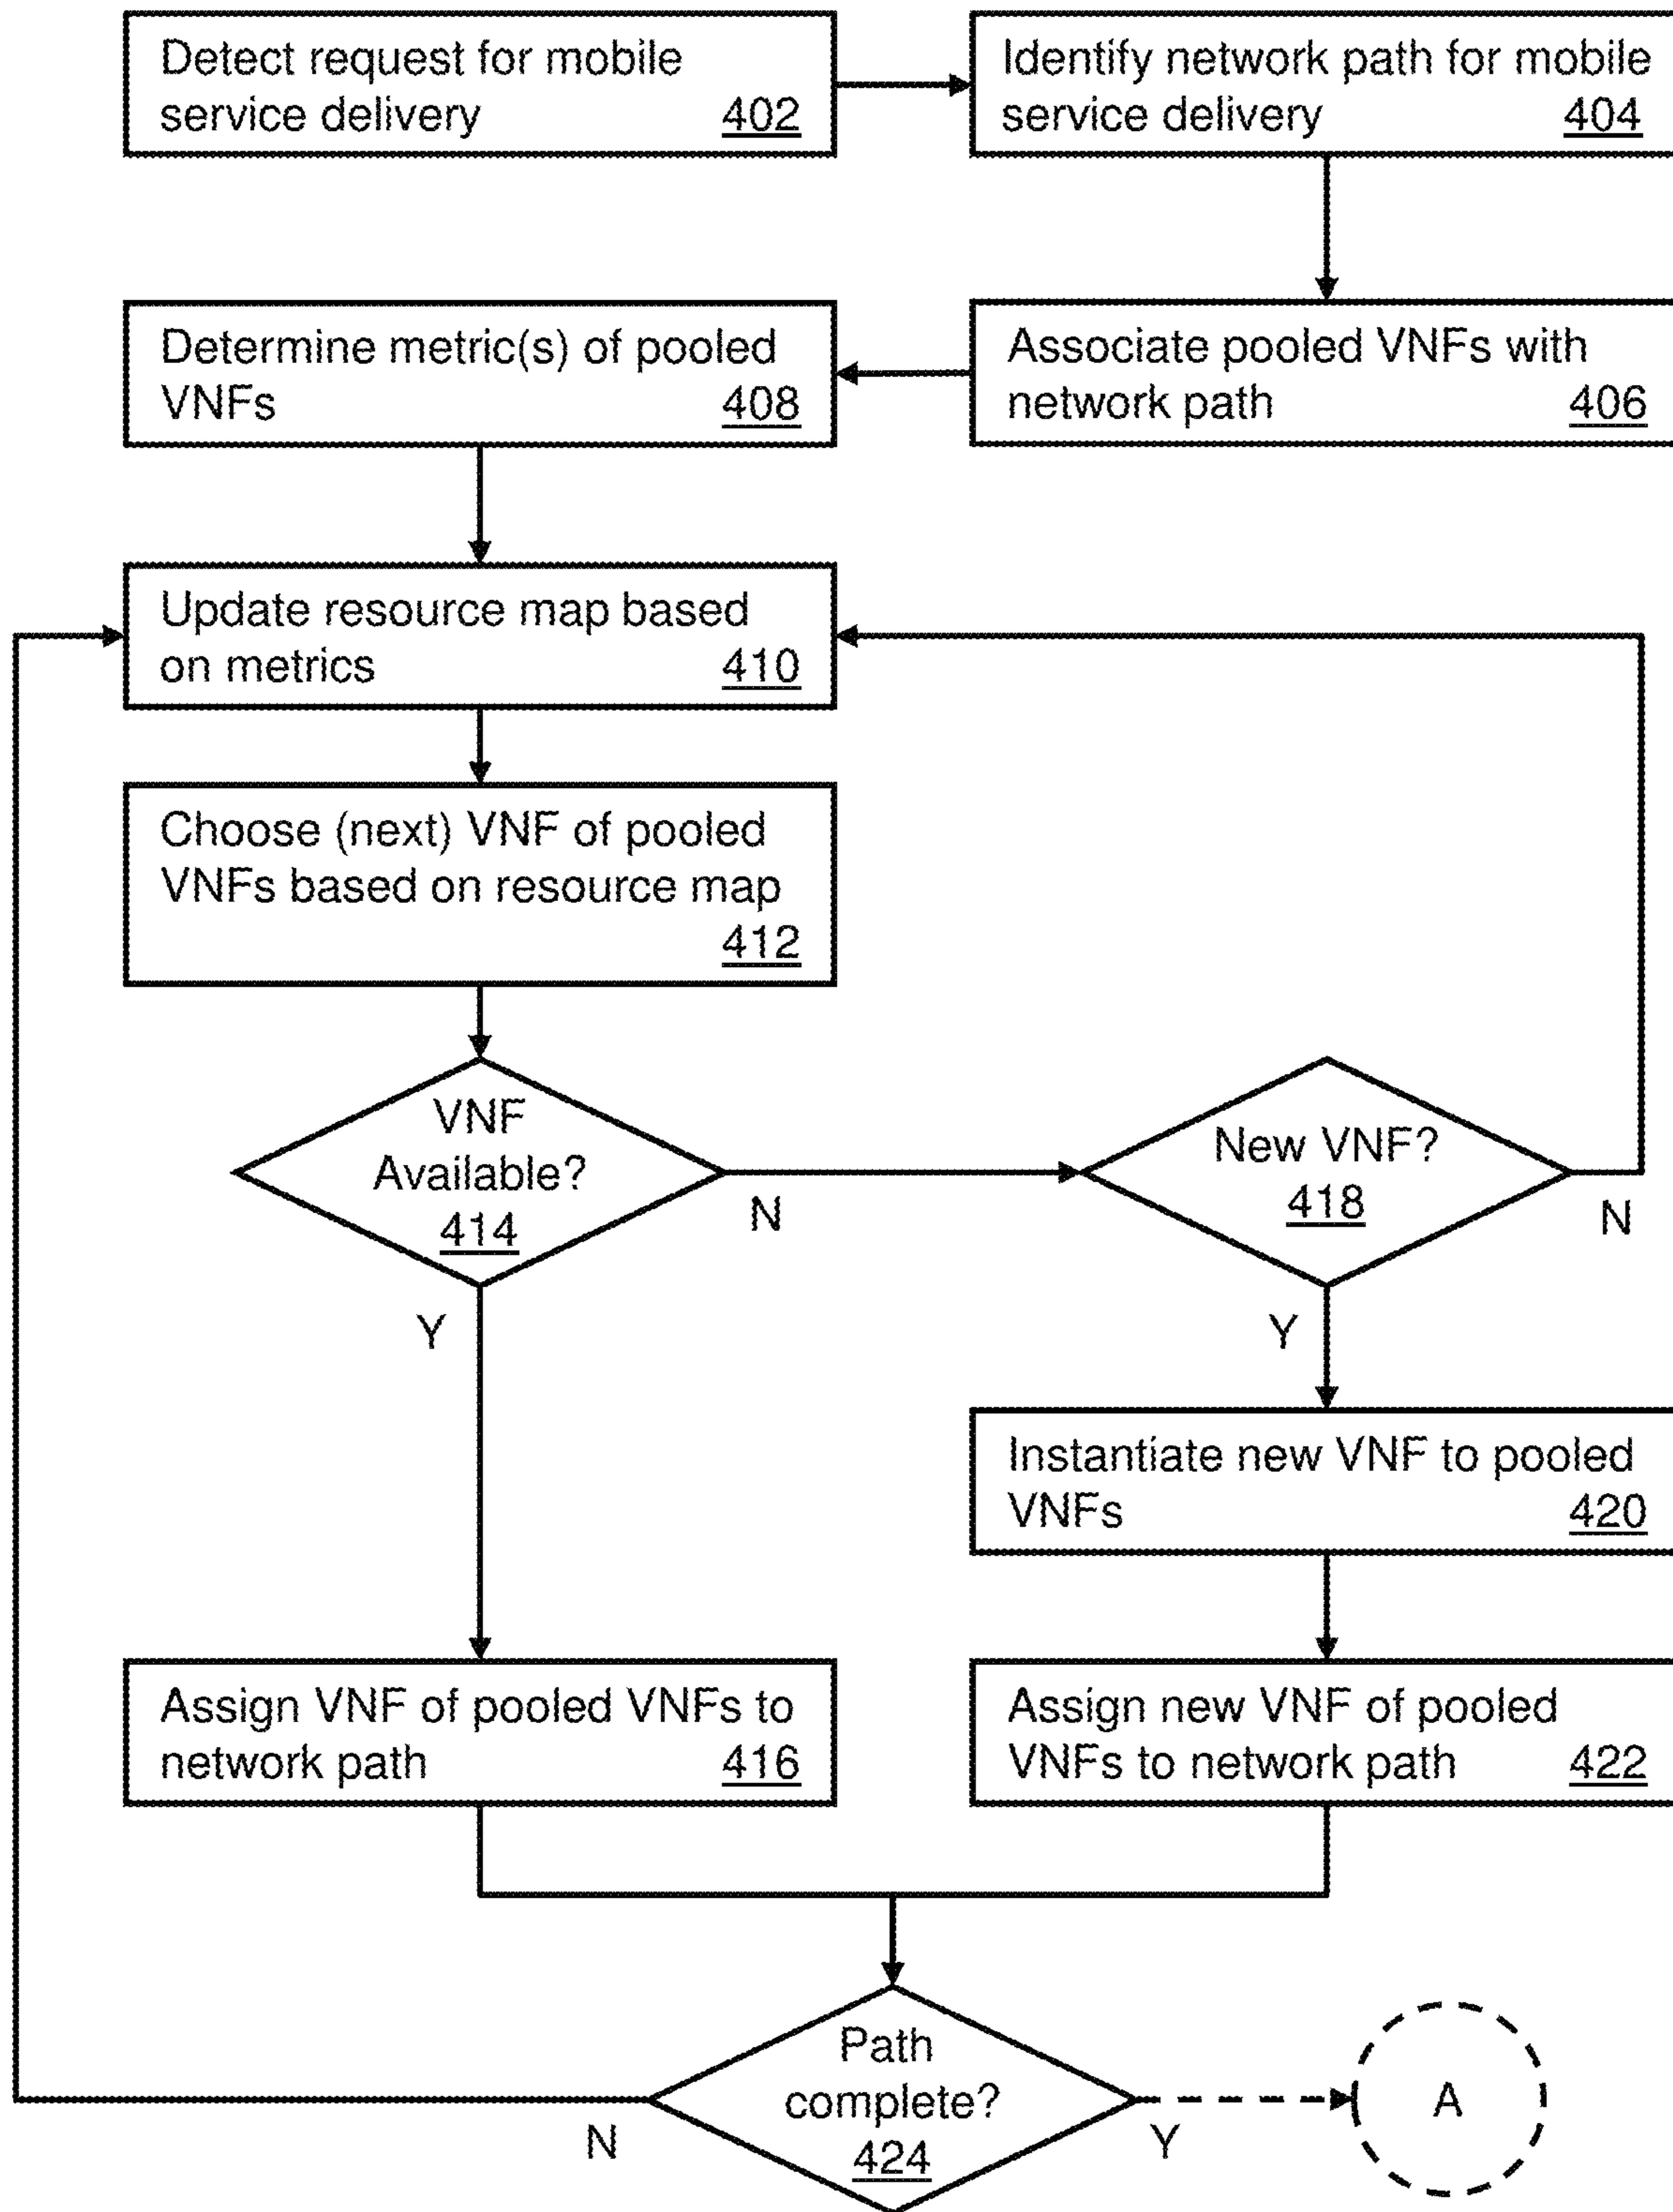 Detect request for mobile
service delivery 402
Identify network path for mobile
service delivery 404
Determine metric(s) of pooled
VNFs 408
Associate pooled VNFs with
network path 406
Update resource map based
on metrics 410
Choose (next) VNF of pooled
VNFs based on resource map
412
VNF
Available?
414
N
Y
New VNF?
418
N
Y
Instantiate new VNF to pooled
VNFs 420
Assign VNF of pooled VNFs to
network path 416
Assign new VNF of pooled
VNFs to network path 422
Path
complete?
424
N
Y
A